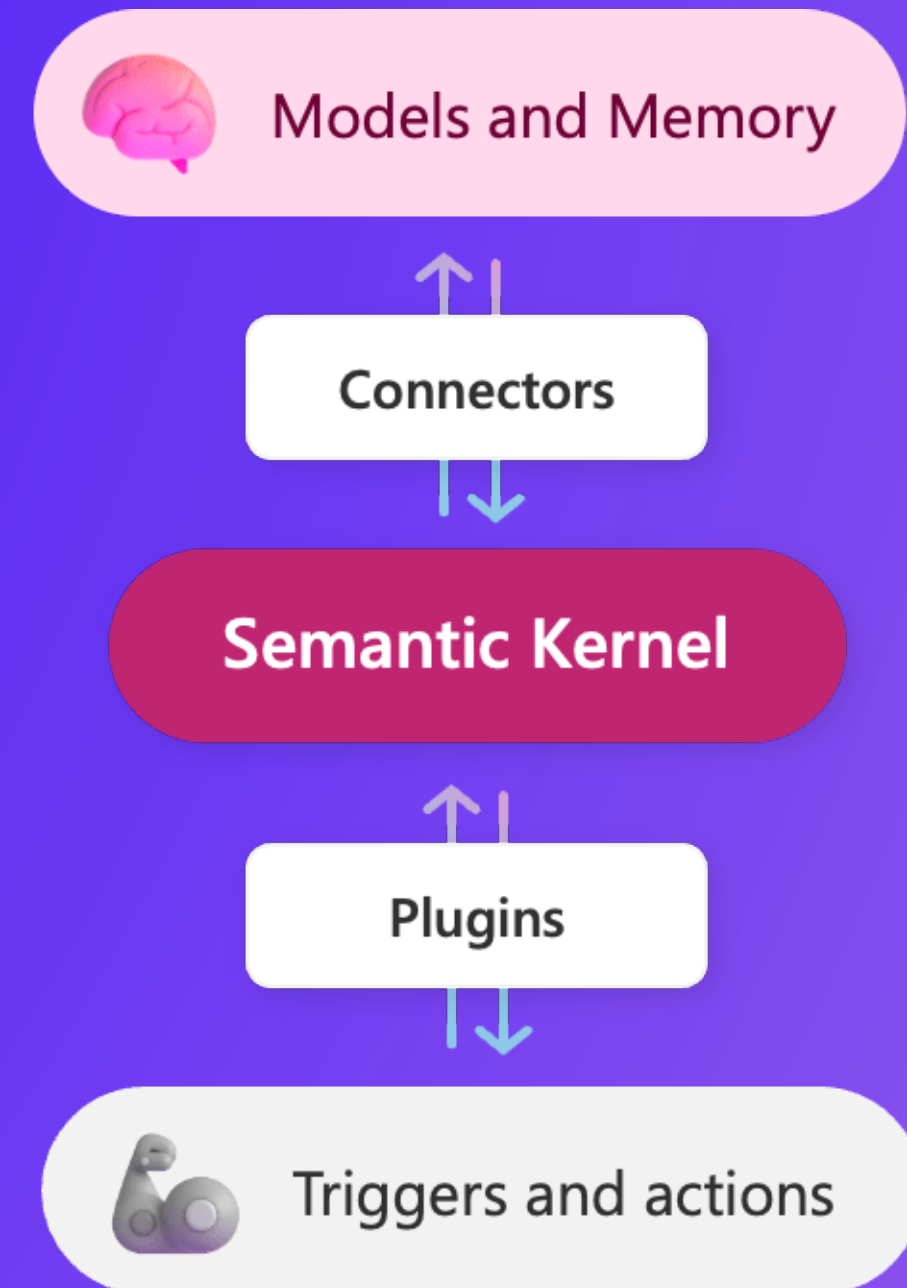 Models and Memory
Connectors
Semantic Kernel
Plugins
Triggers and actions